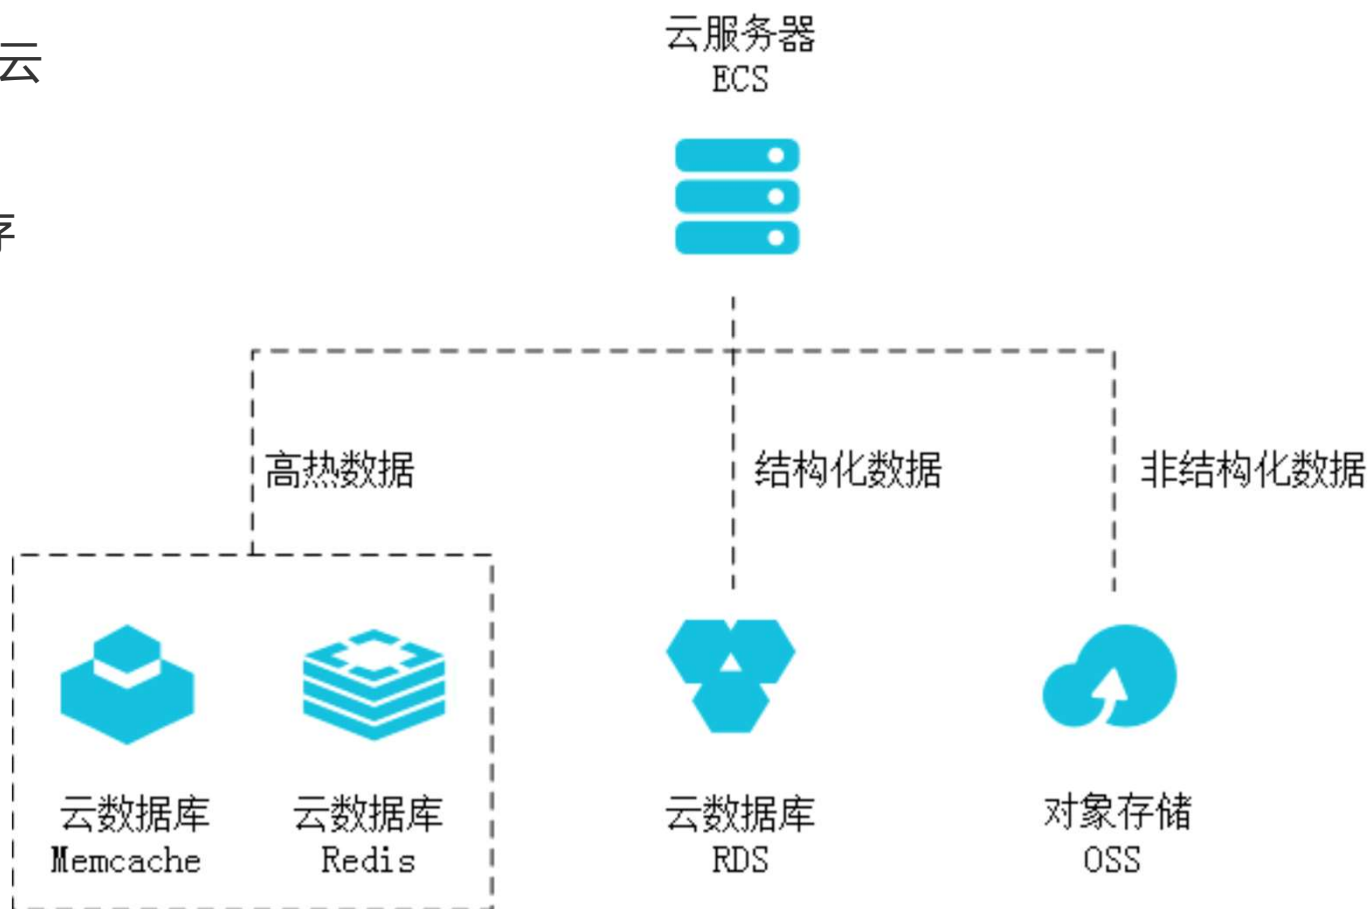 云
存
云服务器
ECS
高热数据
结构化数据
非结构化数据
云数据库
Memcache
云数据库
Redis
云数据库
RDS
对象存储
OSS